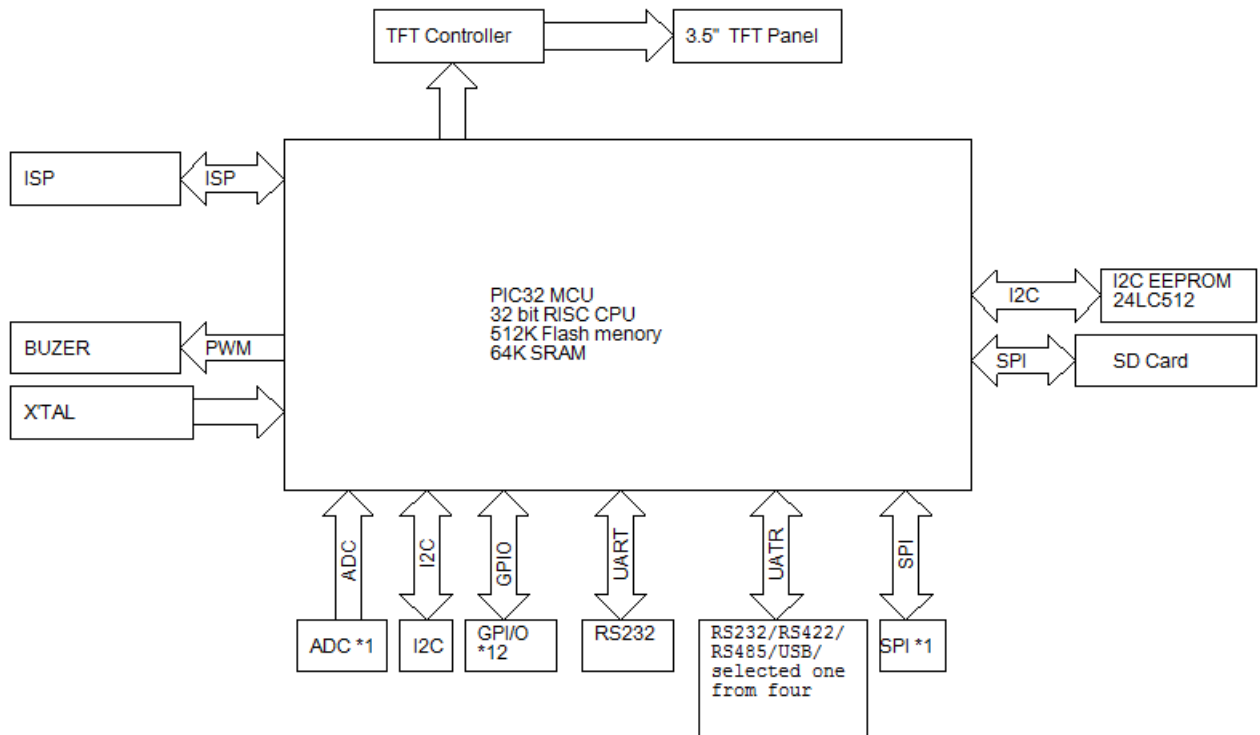 TFT Controller
3.5" TFT Panel
ISP
ISP
PIC32 MCU
32 bit RISC CPU
512K Flash menory
64K SRAM
I2C
I2C EEPROM
24LC512
BUZER
PWM
SPI
SD Card
X'TAL
ADC
I2C
GPIO
UART
UATR
SPI
ADC *1
I2C
GPI/O
*12
RS232
RS232/RS422/
RS485/USB/
selected one
from four
SPI *1